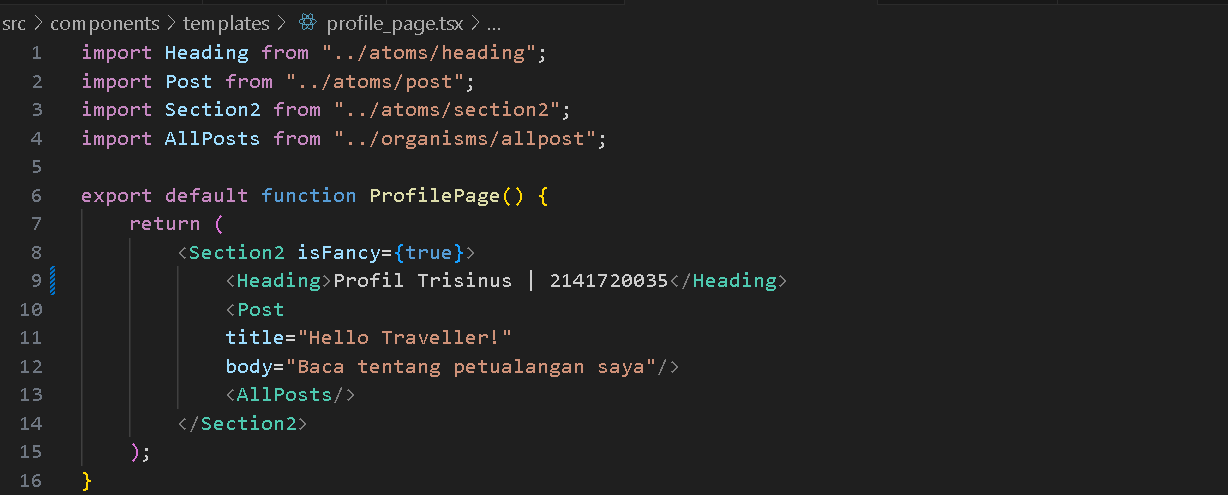 src > components > templates > profile_page.tsx > ...
1 import Heading from "../atoms/heading";
2 import Post from "../atoms/post";
3 import Section2 from "../atoms/section2";
4 import AllPosts from "../organisms/allpost";
5
6 export default function ProfilePage() {
7 return (
8 <Section2 isFancy={true}>
9 <Heading>Profil Trisinus | 2141720035</Heading>
10 <Post
11 title="Hello Traveller!"
12 body="Baca tentang petualangan saya"/>
13 <AllPosts/>
14 </Section2>
15 );
16 }